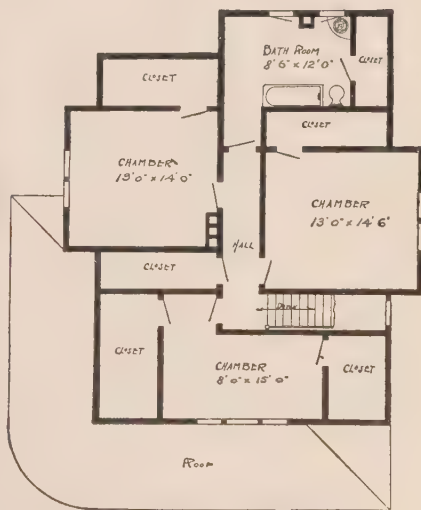 BATH ROOM
8' 6" x 12' 0"
CLOSET
CLOSET
CLOSET
CHAMBER
13' 0" x 14' 0"
CHAMBER
13' 0" x 14' 6"
HALL
CLOSET
DOWN
CLOSET
CHAMBER
8' 0" x 15' 0"
CLOSET
ROOF